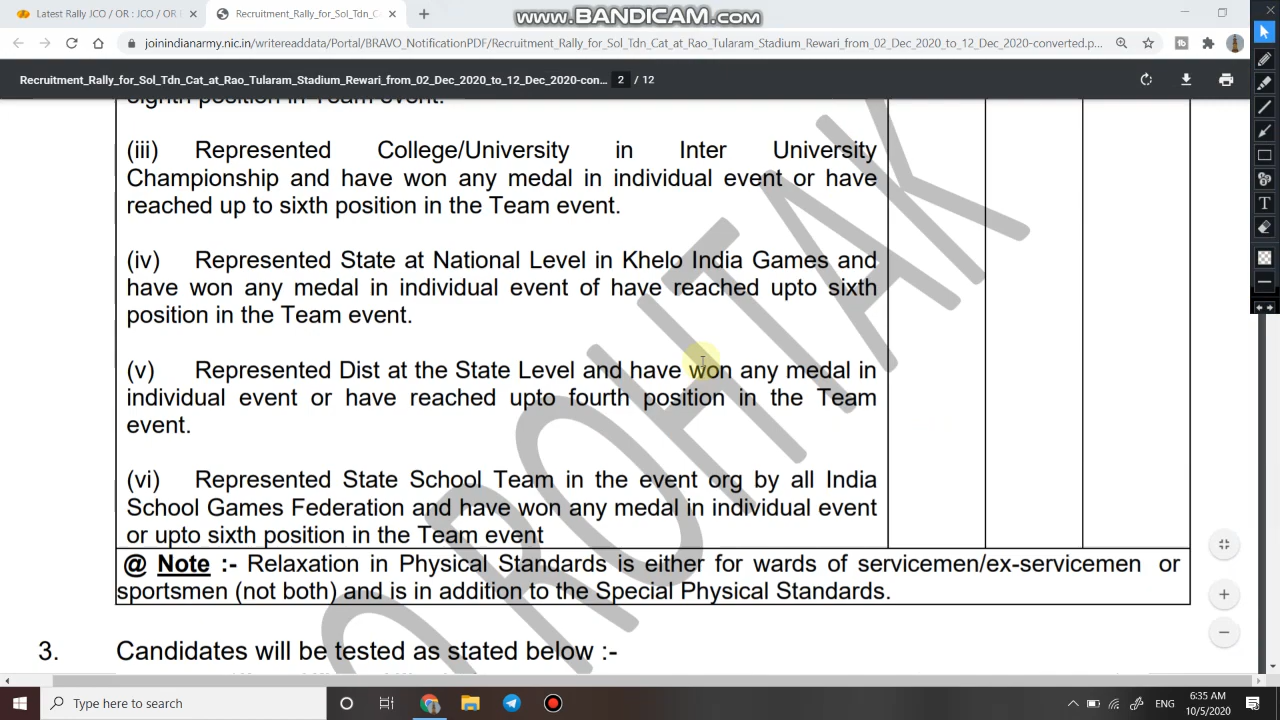 Latest Rally JCO / OR : JCO / OR E
Recruitment_Rally_for_Sol_Tdn_C
www.BANDICAM.com
joinindianarmy.nic.in/writereaddata/Portal/BRAVO_NotificationPDF/Recruitment_Rally_for_Sol_Tdn_Cat_at_Rao_Tularam_Stadium_Rewari_from_02_Dec_2020_to_12_Dec_2020-converted.p...
Recruitment_Rally_for_Sol_Tdn_Cat_at_Rao_Tularam_Stadium_Rewari_from_02_Dec_2020_to_12_Dec_2020-con... 2 / 12
eighth position in Team event.
(iii) Represented College/University in Inter University
Championship and have won any medal in individual event or have
reached up to sixth position in the Team event.
(iv) Represented State at National Level in Khelo India Games and
have won any medal in individual event of have reached upto sixth
position in the Team event.
(v) Represented Dist at the State Level and have won any medal in
individual event or have reached upto fourth position in the Team
event.
(vi) Represented State School Team in the event org by all India
School Games Federation and have won any medal in individual event
or upto sixth position in the Team event
@ Note :- Relaxation in Physical Standards is either for wards of servicemen/ex-servicemen or
sportsmen (not both) and is in addition to the Special Physical Standards.
3. Candidates will be tested as stated below :-
O ROHTAK
Type here to search
ENG
6:35 AM
10/5/2020